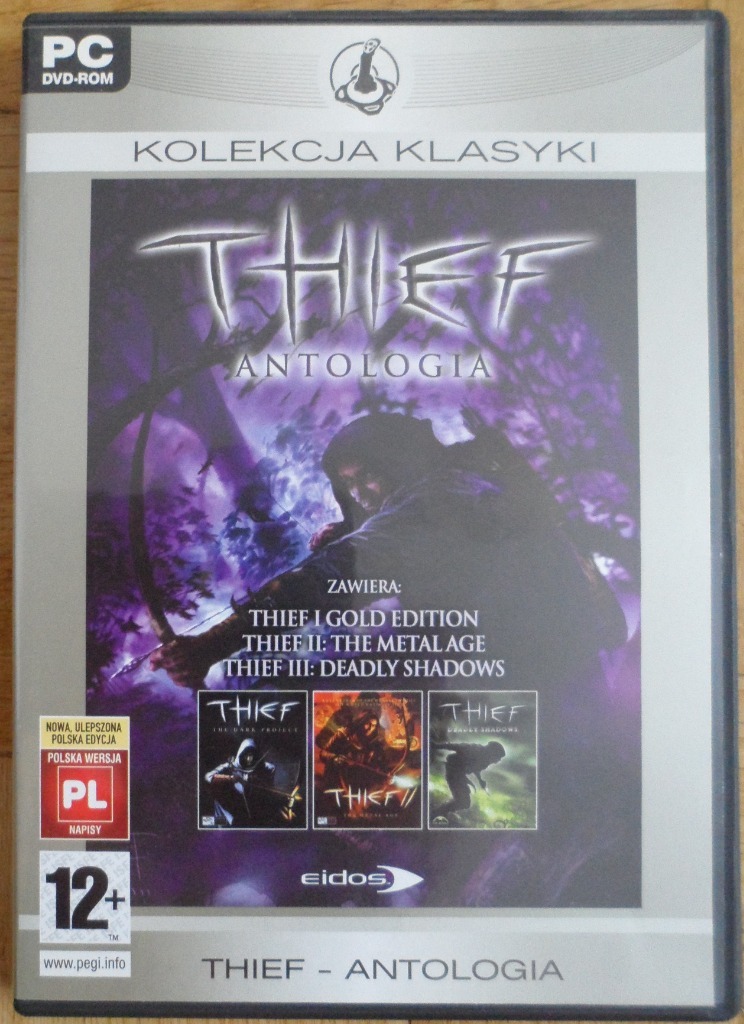 PC
DVD-ROM
KOLEKCJA KLASYKI
THIEF
ANTOLOGIA
ZAWIERA:
THIEF I GOLD EDITION
THIEF II: THE METAL AGE
THIEF III: DEADLY SHADOWS
THIEF
THE DARK PROJECT
THIEF II
THE METAL AGE
THIEF
DEADLY SHADOWS
NOWA, ULEPSZONA
POLSKA EDYCJA
POLSKA WERSJA
PL
NAPISY
eidos
12+
TM
www.pegi.info
THIEF - ANTOLOGIA